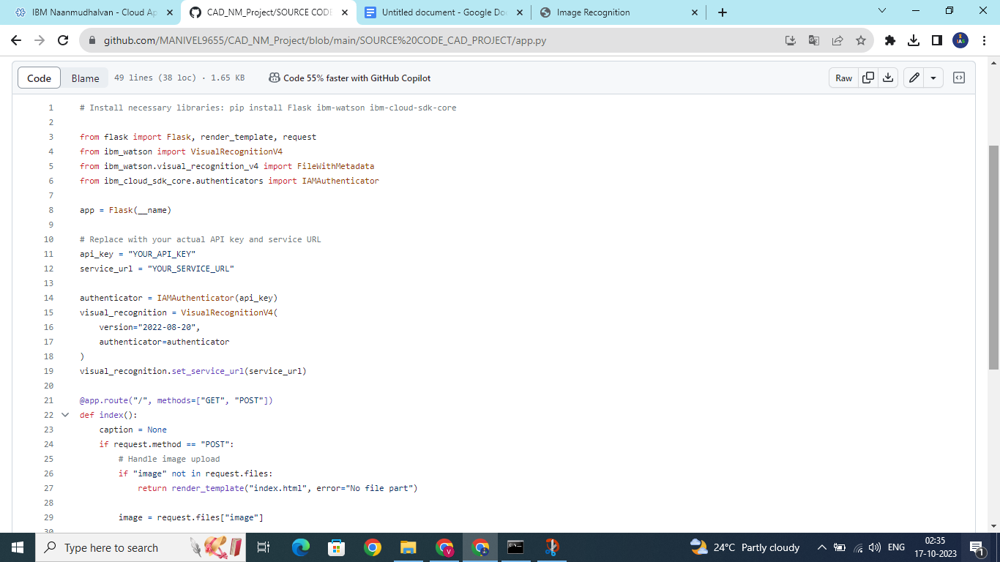 IBM Naanmudhalvan - Cloud Ap
CAD_NM_Project/SOURCE CODE
Untitled document - Google Do
Image Recognition
github.com/MANIVEL9655/CAD_NM_Project/blob/main/SOURCE%20CODE_CAD_PROJECT/app.py
Code Blame 49 lines (38 loc) · 1.65 KB Code 55% faster with GitHub Copilot Raw
1 # Install necessary libraries: pip install Flask ibm-watson ibm-cloud-sdk-core
2
3 from flask import Flask, render_template, request
4 from ibm_watson import VisualRecognitionV4
5 from ibm_watson.visual_recognition_v4 import FileWithMetadata
6 from ibm_cloud_sdk_core.authenticators import IAMAuthenticator
7
8 app = Flask(__name)
9
10 # Replace with your actual API key and service URL
11 api_key = "YOUR_API_KEY"
12 service_url = "YOUR_SERVICE_URL"
13
14 authenticator = IAMAuthenticator(api_key)
15 visual_recognition = VisualRecognitionV4(
16 version="2022-08-20",
17 authenticator=authenticator
18 )
19 visual_recognition.set_service_url(service_url)
20
21 @app.route("/", methods=["GET", "POST"])
22 def index():
23 caption = None
24 if request.method == "POST":
25 # Handle image upload
26 if "image" not in request.files:
27 return render_template("index.html", error="No file part")
28
29 image = request.files["image"]
30
Type here to search
24°C Partly cloudy
ENG
02:35
17-10-2023
1
IAS
V